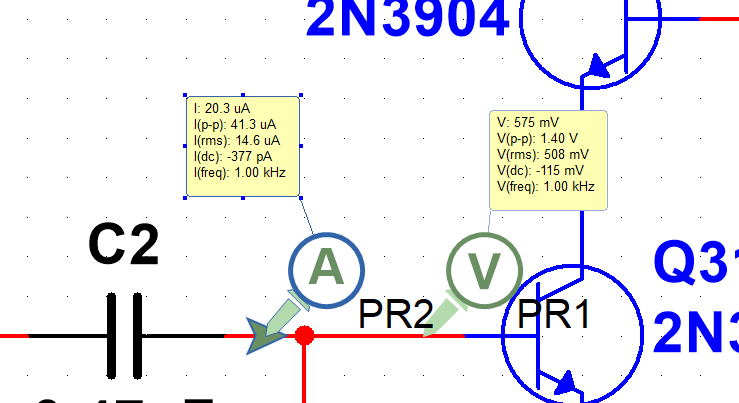 2N3904
I: 20.3 uA
I(p-p): 41.3 uA
I(rms): 14.6 uA
I(dc): -377 pA
I(freq): 1.00 kHz
V: 575 mV
V(p-p): 1.40 V
V(rms): 508 mV
V(dc): -115 mV
V(freq): 1.00 kHz
C2
A
V
Q31
PR2
PR1
2N3